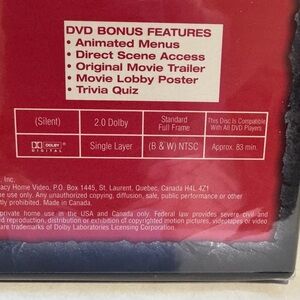 DVD BONUS FEATURES
• Animated Menus
• Direct Scene Access
• Original Movie Trailer
• Movie Lobby Poster
• Trivia Quiz
(Silent)
2.0 Dolby
Standard
Full Frame
This Disc is Compatible
With All DVD Players
DOLBY
DIGITAL
Single Layer
(B & W) NTSC
Approx. 83 min.
Inc.
acy Home Video, P.O. Box 1445, St. Laurent, Quebec, Canada H4L 4Z1
use only. Any unauthorized copying, diffusion, sale, public performance or other
ly prohibited. Made in Canada.
private home use in the USA and Canada only. Federal law provides severe civil and
d reproduction, distribution or exhibition of copyrighted motion pictures, videotapes or video
are trademarks of Dolby Laboratories Licensing Corporation.